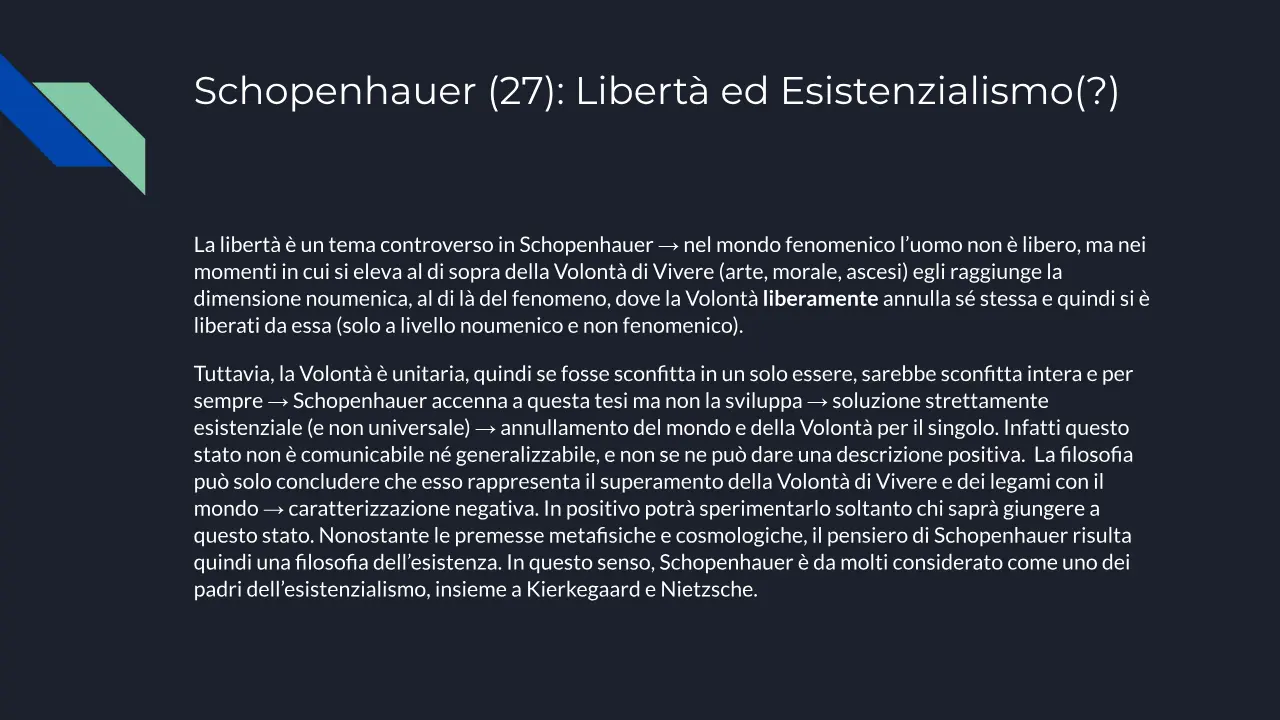 Schopenhauer (27): Libertà ed Esistenzialismo(?)
La libertà è un tema controverso in Schopenhauer → nel mondo fenomenico l’uomo non è libero, ma nei
momenti in cui si eleva al di sopra della Volontà di Vivere (arte, morale, ascesi) egli raggiunge la
dimensione noumenica, al di là del fenomeno, dove la Volontà liberamente annulla sé stessa e quindi si è
liberati da essa (solo a livello noumenico e non fenomenico).
Tuttavia, la Volontà è unitaria, quindi se fosse sconfitta in un solo essere, sarebbe sconfitta intera e per
sempre → Schopenhauer accenna a questa tesi ma non la sviluppa → soluzione strettamente
esistenziale (e non universale) → annullamento del mondo e della Volontà per il singolo. Infatti questo
stato non è comunicabile né generalizzabile, e non se ne può dare una descrizione positiva.  La filosofia
può solo concludere che esso rappresenta il superamento della Volontà di Vivere e dei legami con il
mondo → caratterizzazione negativa. In positivo potrà sperimentarlo soltanto chi saprà giungere a
questo stato. Nonostante le premesse metafisiche e cosmologiche, il pensiero di Schopenhauer risulta
quindi una filosofia dell’esistenza. In questo senso, Schopenhauer è da molti considerato come uno dei
padri dell’esistenzialismo, insieme a Kierkegaard e Nietzsche.